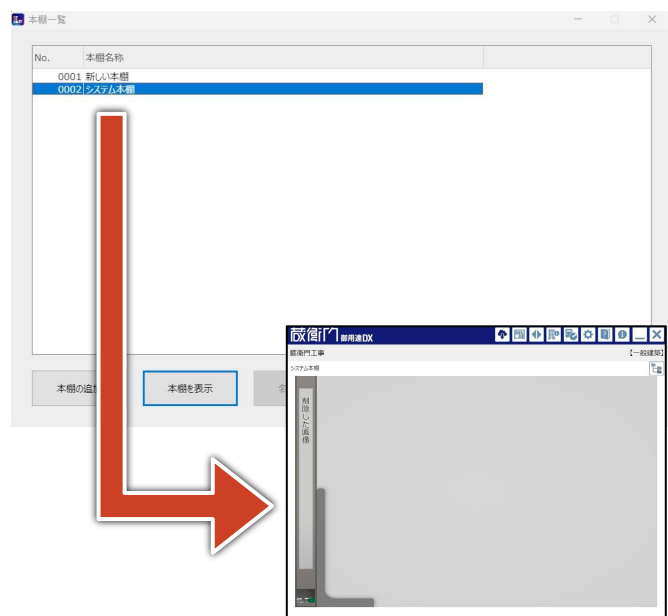 本棚一覧
No. 本棚名称
0001 新しい本棚
0002 システム本棚
本棚の追加
本棚を表示
名
蔵衛門 御用達DX
蔵衛門工事
【一般建築】
システム本棚
削除した画像